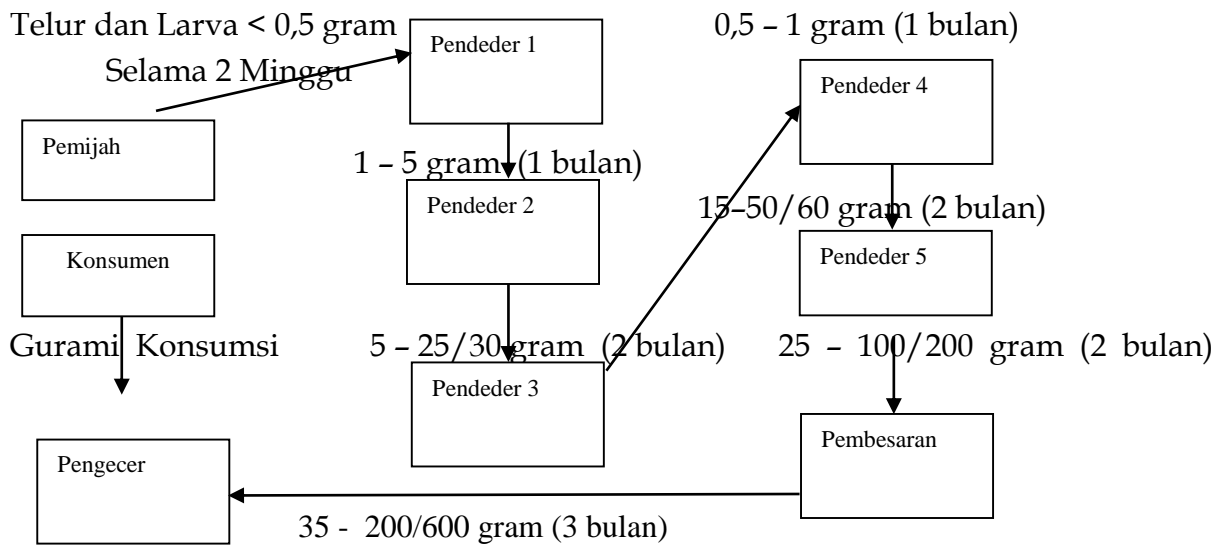 Telur dan Larva < 0,5 gram
Pendeder 1
0,5 – 1 gram (1 bulan)
Selama 2 Minggu
Pendeder 4
Pemijah
1 – 5 gram (1 bulan)
Pendeder 2
15–50/60 gram (2 bulan)
Konsumen
Pendeder 5
Gurami Konsumsi
5 – 25/30 gram (2 bulan)
25 – 100/200 gram (2 bulan)
Pendeder 3
Pembesaran
Pengecer
35 - 200/600 gram (3 bulan)